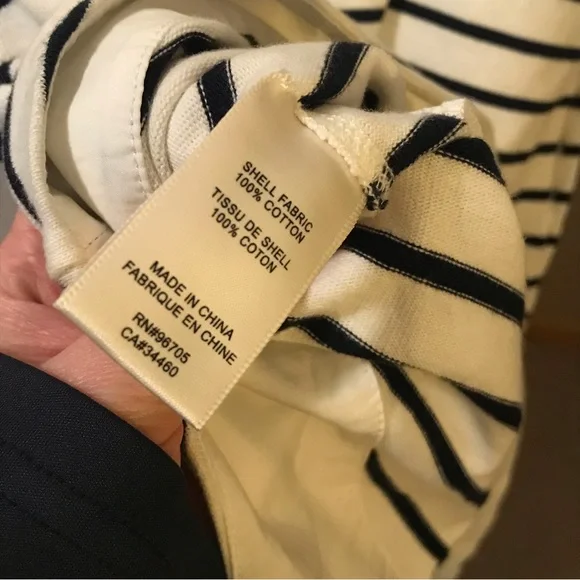 SHELL FABRIC
100% COTTON
TISSU DE SHELL
100% COTON
MADE IN CHINA
FABRIQUE EN CHINE
RN#96705
CA#34460